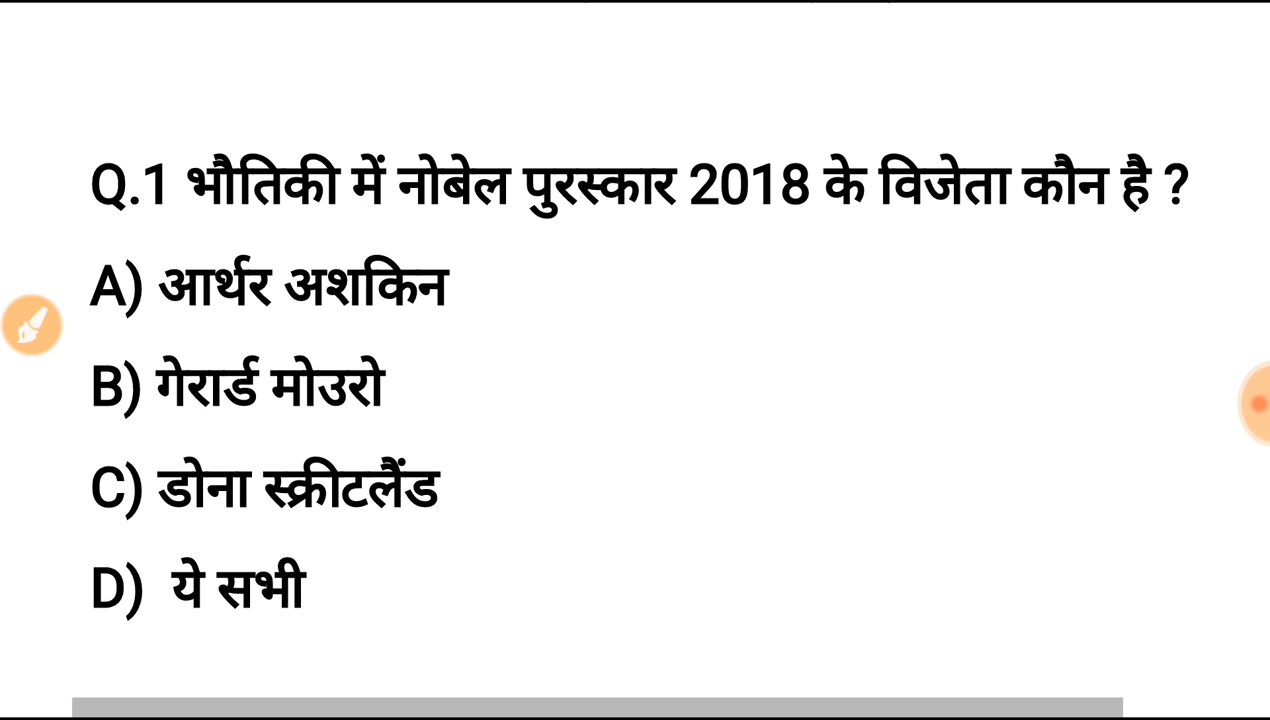 Q.1 भौतिकी में नोबेल पुरस्कार 2018 के विजेता कौन है ?
A) आर्थर अशकिन
B) गेरार्ड मोउरो
C) डोना स्क्रीटलैंड
D) ये सभी